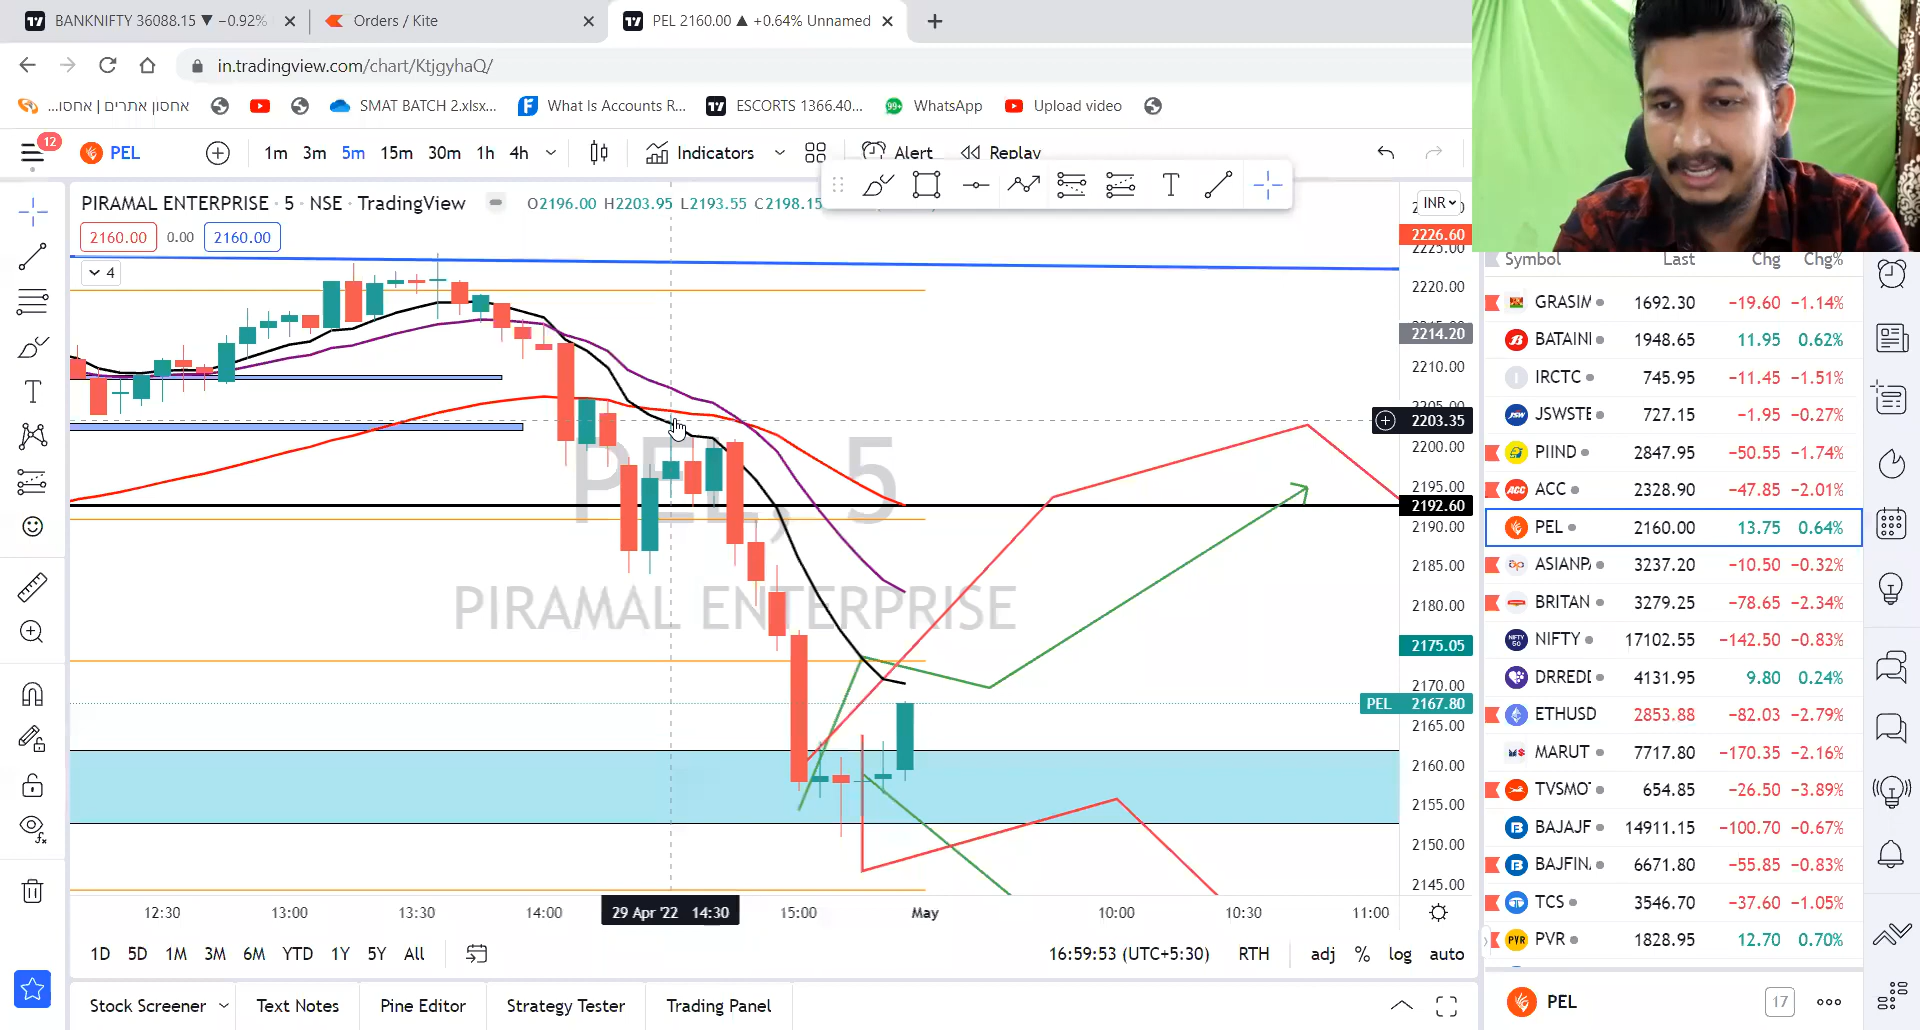 BANKNIFTY 36088.15 ▼ −0.92%
Orders / Kite
PEL 2160.00 ▲ +0.64% Unnamed
in.tradingview.com/chart/KtjgyhaQ/
...אחסון אתרים | אחסו
SMAT BATCH 2.xlsx...
What Is Accounts R...
ESCORTS 1366.40...
99+
WhatsApp
Upload video
12
PEL
1m 3m 5m 15m 30m 1h 4h
Indicators
Alert
Replay
PIRAMAL ENTERPRISE · 5 · NSE · TradingView
O2196.00 H2203.95 L2193.55 C2198.15
2160.00 0.00 2160.00
4
INR
2226.60
2225.00
2220.00
2214.20
2210.00
2205.00
2203.35
2200.00
2195.00
2192.60
2190.00
2185.00
2180.00
2175.05
2170.00
PEL 2167.80
2165.00
2160.00
2155.00
2150.00
2145.00
PEL, 5
PIRAMAL ENTERPRISE
12:30 13:00 13:30 14:00 29 Apr '22 14:30 15:00 May 10:00 10:30 11:00
1D 5D 1M 3M 6M YTD 1Y 5Y All
16:59:53 (UTC+5:30) RTH adj % log auto
Stock Screener Text Notes Pine Editor Strategy Tester Trading Panel
Symbol Last Chg Chg%
GRASIM 1692.30 −19.60 −1.14%
BATAINI 1948.65 11.95 0.62%
IRCTC 745.95 −11.45 −1.51%
JSWSTE 727.15 −1.95 −0.27%
PIIND 2847.95 −50.55 −1.74%
ACC 2328.90 −47.85 −2.01%
PEL 2160.00 13.75 0.64%
ASIANPA 3237.20 −10.50 −0.32%
BRITAN 3279.25 −78.65 −2.34%
NIFTY 17102.55 −142.50 −0.83%
DRREDD 4131.95 9.80 0.24%
ETHUSD 2853.88 −82.03 −2.79%
MARUT 7717.80 −170.35 −2.16%
TVSMO 654.85 −26.50 −3.89%
BAJAJF 14911.15 −100.70 −0.67%
BAJFIN 6671.80 −55.85 −0.83%
TCS 3546.70 −37.60 −1.05%
PVR 1828.95 12.70 0.70%
PEL
17